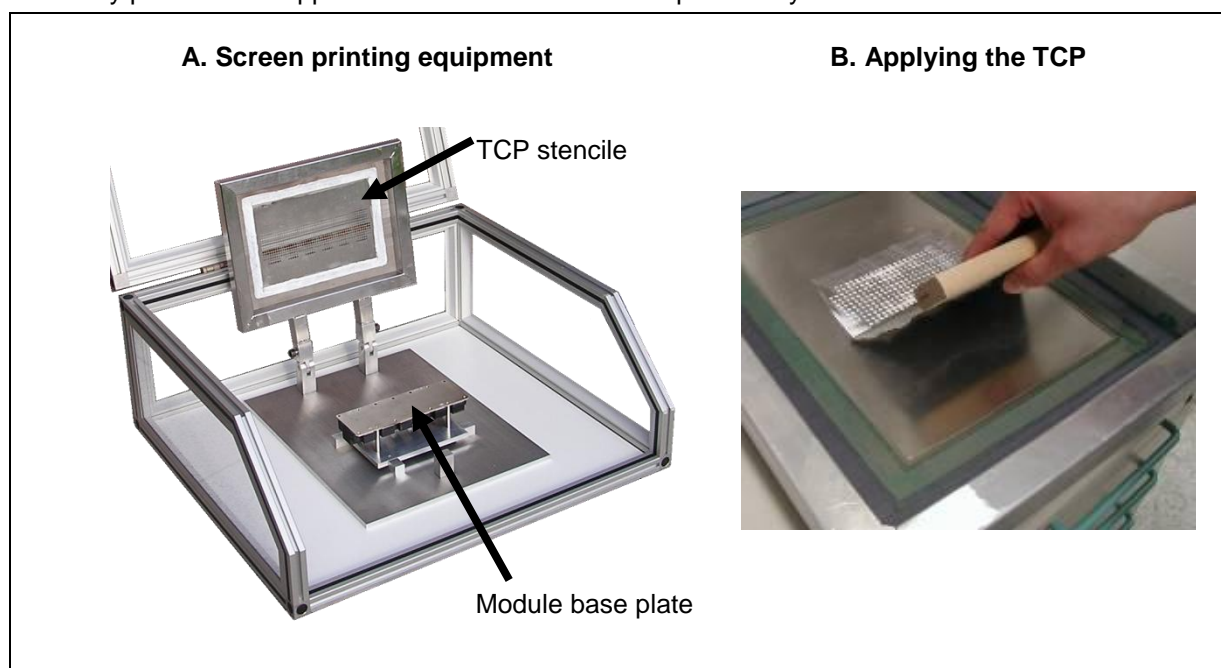 A. Screen printing equipment
B. Applying the TCP
TCP stencile
Module base plate